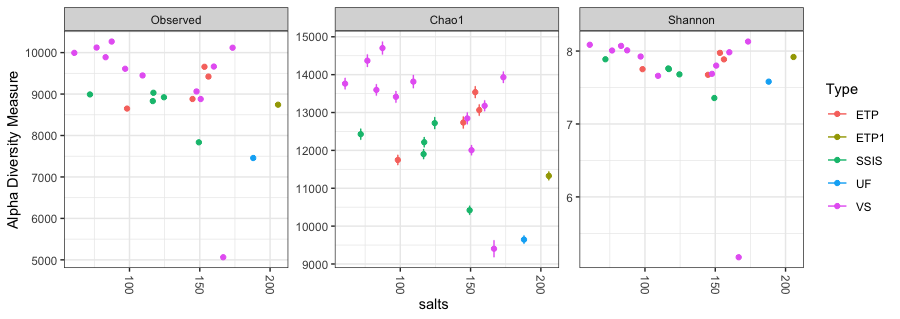 Observed
Chao1
Shannon
Alpha Diversity Measure
10000
9000
8000
7000
6000
5000
15000
14000
13000
12000
11000
10000
9000
8
7
6
100
150
200
100
150
200
100
150
200
salts
Type
ETP
ETP1
SSIS
UF
VS